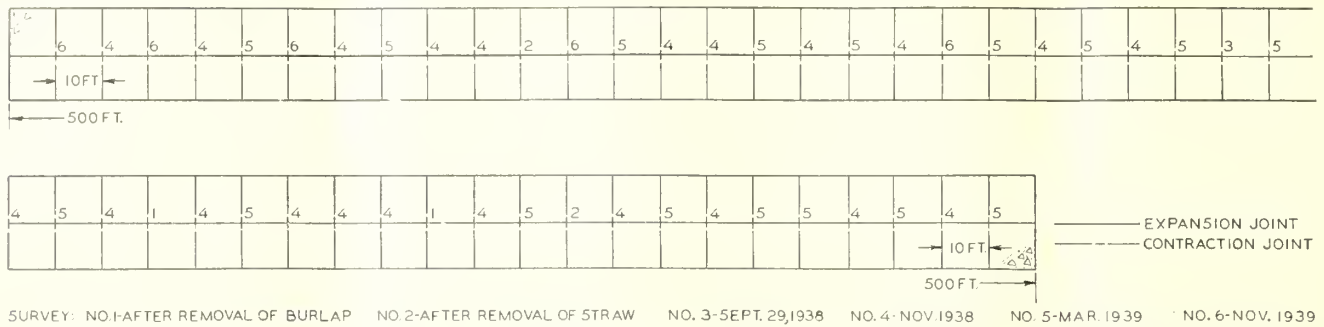 6 4 6 4 5 6 4 5 4 4 2 6 5 4 4 5 4 5 4 6 5 4 5 4 5 3 5
10 FT
500 FT.
4 5 4 1 4 5 4 4 4 1 4 5 2 4 5 4 5 5 4 5 4 5
EXPANSION JOINT
10 FT.
CONTRACTION JOINT
500 FT.
SURVEY: NO.1-AFTER REMOVAL OF BURLAP NO.2-AFTER REMOVAL OF STRAW NO. 3-SEPT. 29,1938 NO. 4-NOV. 1938 NO. 5-MAR. 1939 NO. 6-NOV. 1939